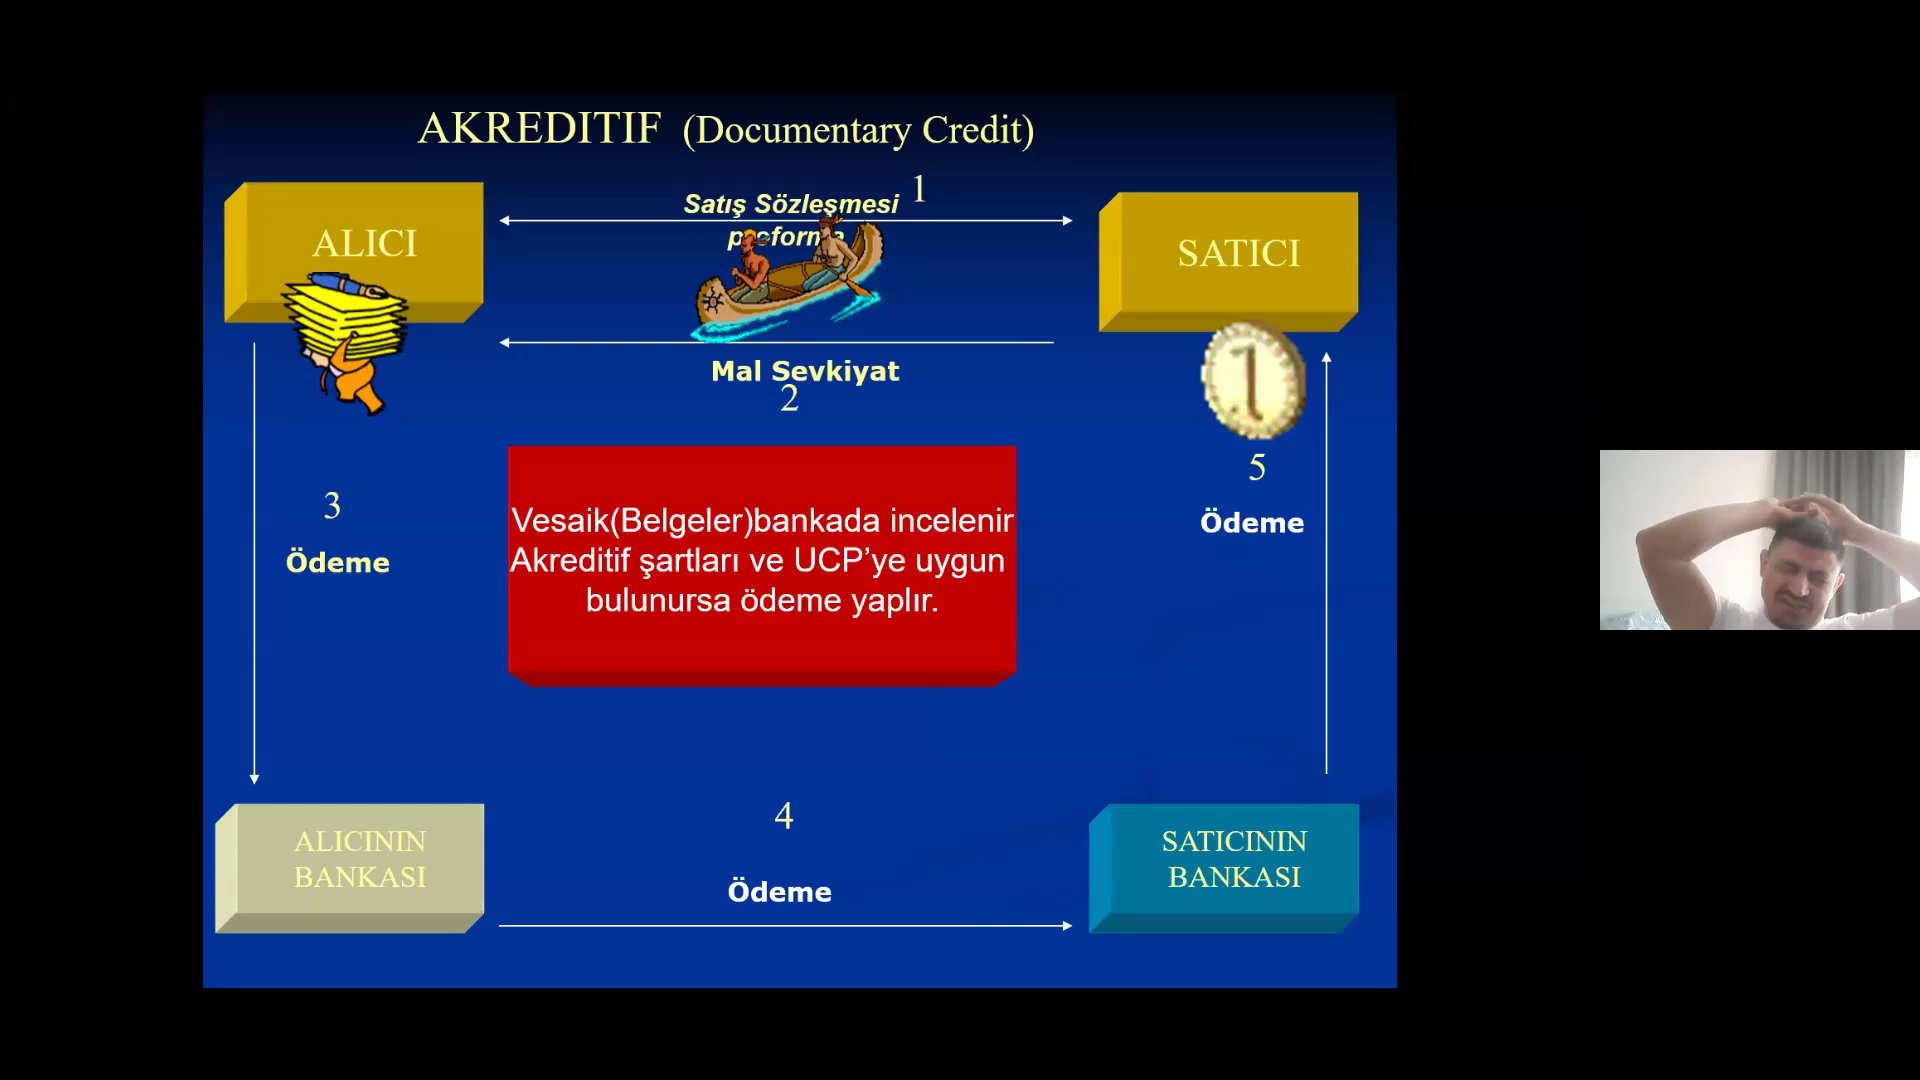 AKREDITIF (Documentary Credit)
1
Satış Sözleşmesi
ALICI
SATICI
Mal Sevkiyat
2
3
Ödeme
5
Ödeme
Vesaik(Belgeler)bankada incelenir
Akreditif şartları ve UCP’ye uygun
bulunursa ödeme yaplır.
4
Ödeme
ALICININ
BANKASI
SATICININ
BANKASI
1